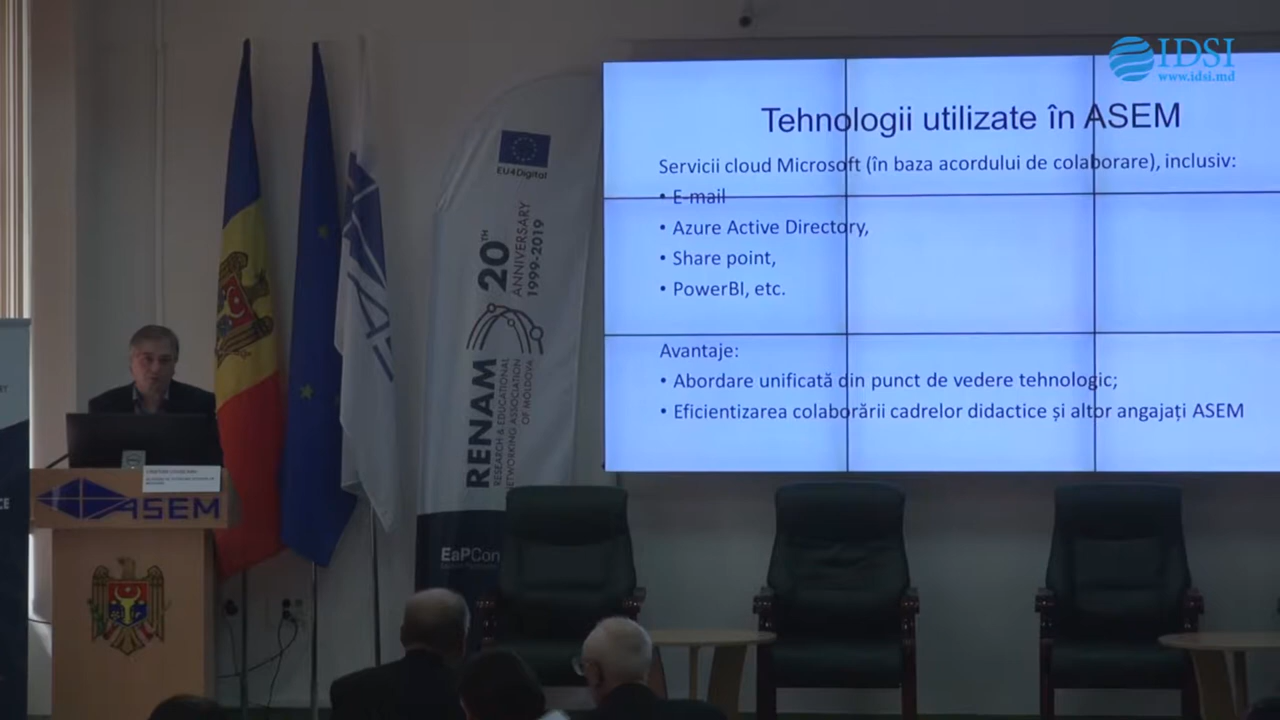 IDSI
www.idsi.md
Tehnologii utilizate în ASEM
Servicii cloud Microsoft (în baza acordului de colaborare), inclusiv:
• E-mail
• Azure Active Directory,
• Share point,
• PowerBI, etc.
Avantaje:
• Abordare unificată din punct de vedere tehnologic;
• Eficientizarea colaborării cadrelor didactice și altor angajați ASEM
EU4Digital
20TH
ANNIVERSARY
1999-2019
RENAM
RESEARCH & EDUCATIONAL
NETWORKING ASSOCIATION
OF MOLDOVA
EaPCon
ASEM